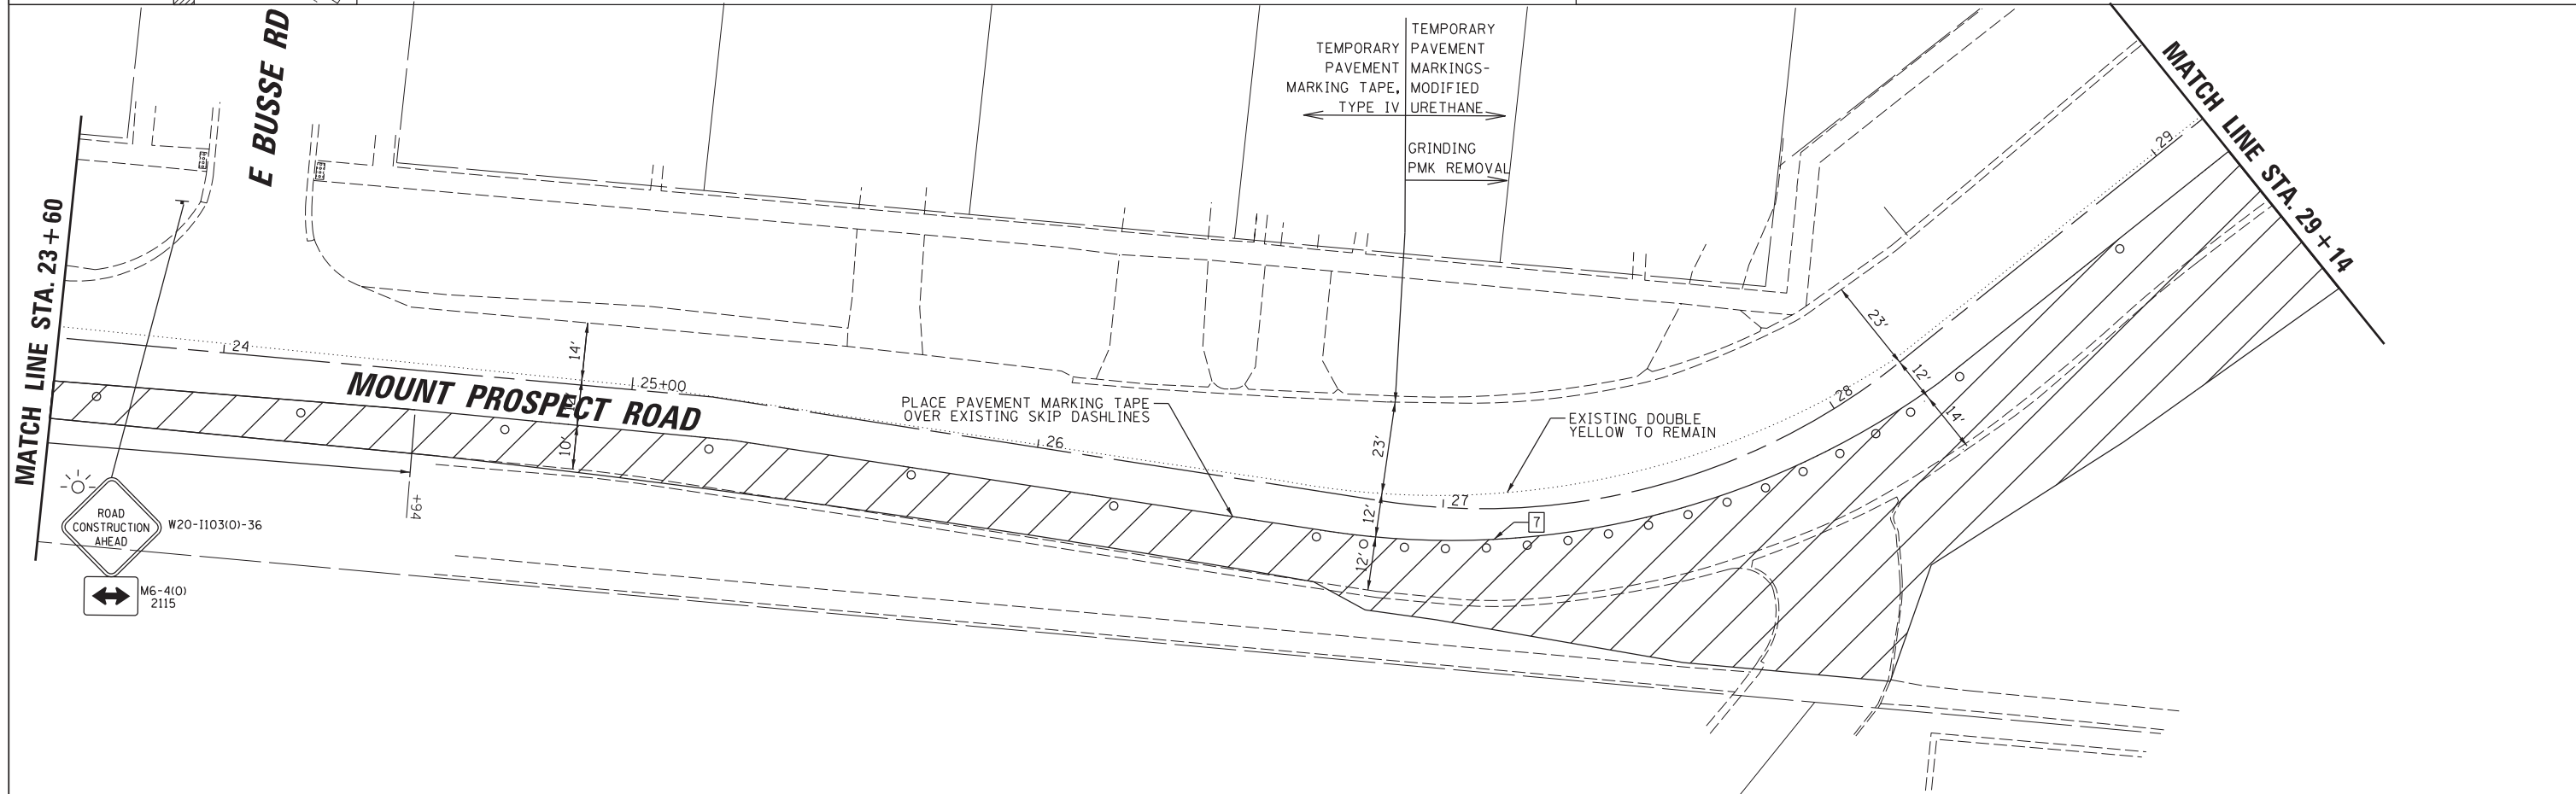 E BUSSE RD
TEMPORARY
PAVEMENT
MARKING TAPE,
TYPE IV
TEMPORARY
PAVEMENT
MARKINGS-
MODIFIED
URETHANE
GRINDING
PMK REMOVAL
MATCH LINE STA. 29+14
MATCH LINE STA. 23+60
24
14'
25+00
MOUNT PROSPECT ROAD
10'
+94
26
PLACE PAVEMENT MARKING TAPE
OVER EXISTING SKIP DASHLINES
23'
12'
12'
27
7
EXISTING DOUBLE
YELLOW TO REMAIN
28
23'
12'
14'
29
ROAD
CONSTRUCTION
AHEAD
W20-I103(O)-36
M6-4(O)
2115